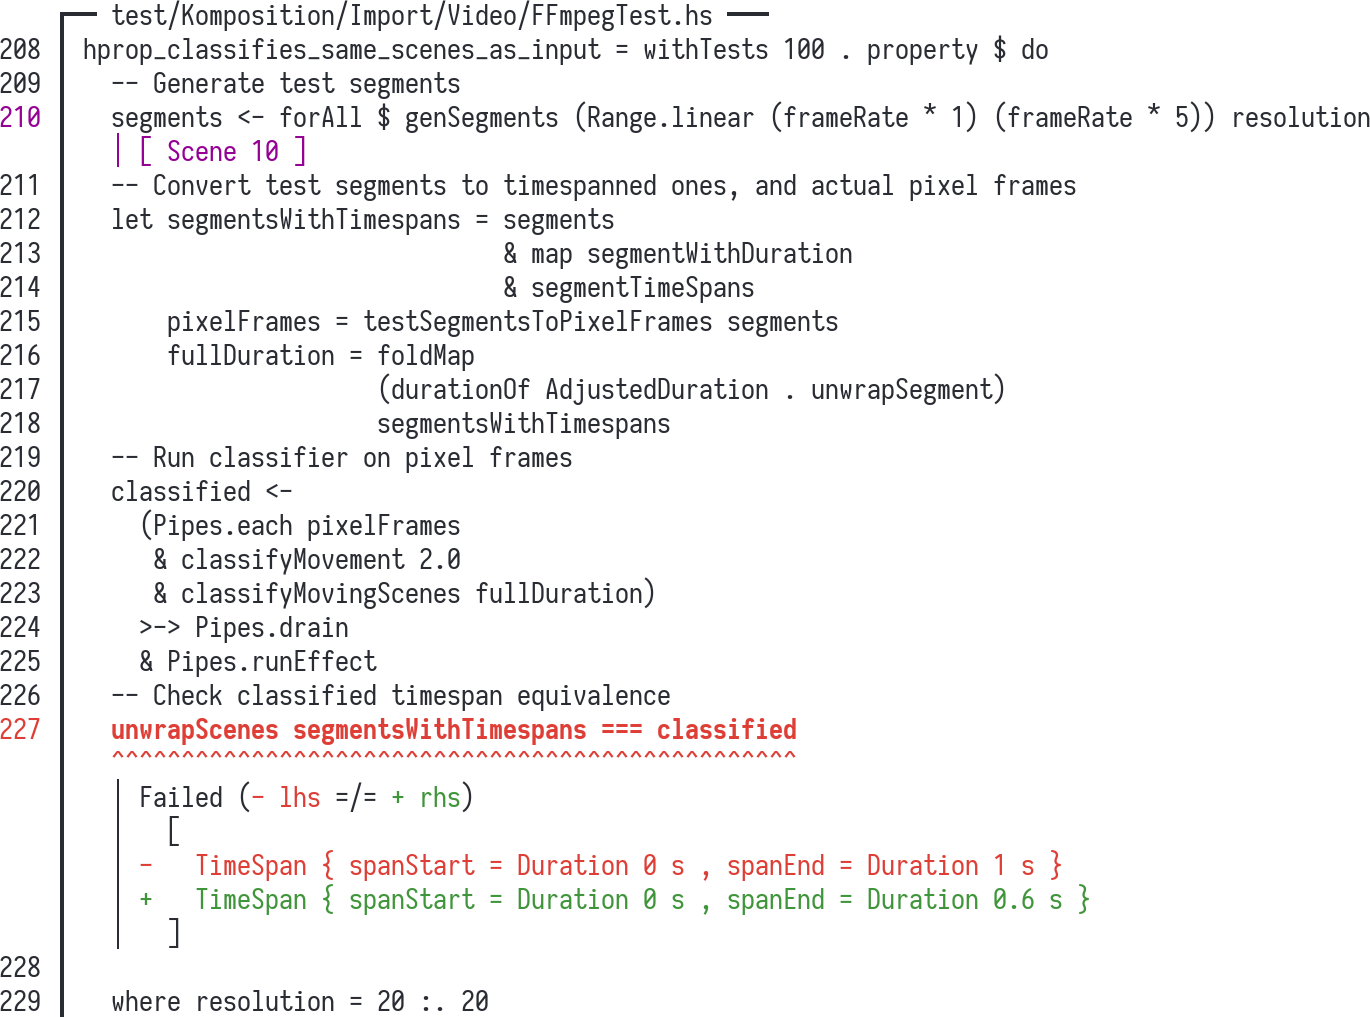 test/Komposition/Import/Video/FFmpegTest.hs
208 hprop_classifies_same_scenes_as_input = withTests 100 . property $ do
209   -- Generate test segments
210   segments <- forAll $ genSegments (Range.linear (frameRate * 1) (frameRate * 5)) resolution
      │ [ Scene 10 ]
211   -- Convert test segments to timespanned ones, and actual pixel frames
212   let segmentsWithTimespans = segments
213                               & map segmentWithDuration
214                               & segmentTimeSpans
215       pixelFrames = testSegmentsToPixelFrames segments
216       fullDuration = foldMap
217                      (durationOf AdjustedDuration . unwrapSegment)
218                      segmentsWithTimespans
219   -- Run classifier on pixel frames
220   classified <-
221     (Pipes.each pixelFrames
222      & classifyMovement 2.0
223      & classifyMovingScenes fullDuration)
224     >-> Pipes.drain
225     & Pipes.runEffect
226   -- Check classified timespan equivalence
227   unwrapScenes segmentsWithTimespans === classified
      ^^^^^^^^^^^^^^^^^^^^^^^^^^^^^^^^^^^^^^^^^^^^^^^^^
      │ Failed (- lhs =/= + rhs)
      │   [
      │ -   TimeSpan { spanStart = Duration 0 s , spanEnd = Duration 1 s }
      │ +   TimeSpan { spanStart = Duration 0 s , spanEnd = Duration 0.6 s }
      │   ]
228
229   where resolution = 20 :. 20